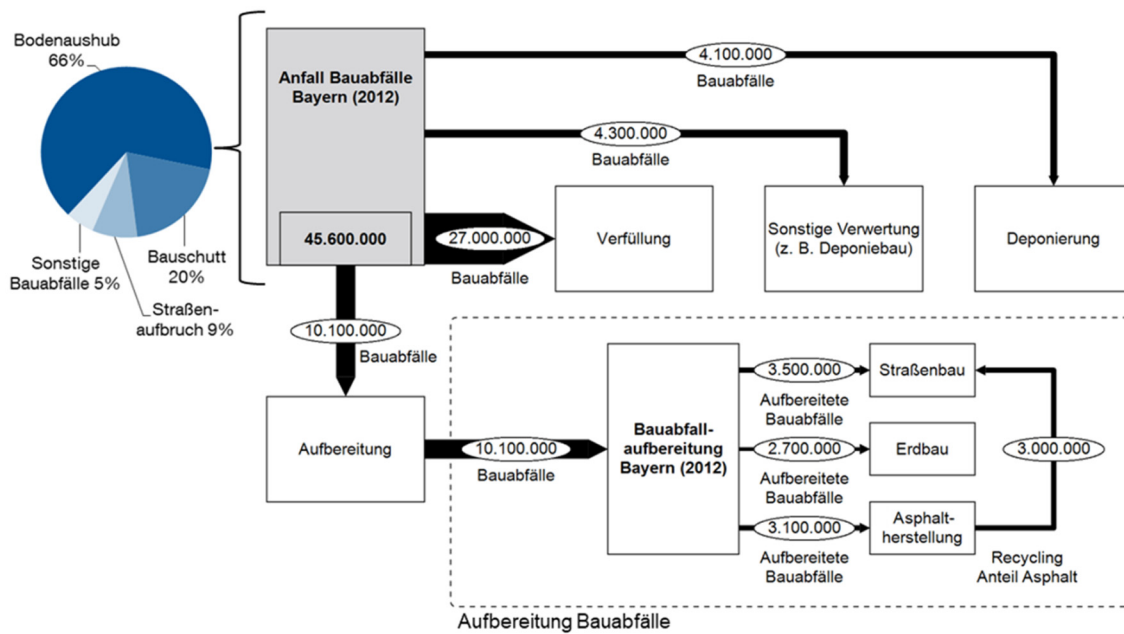 Bodenaushub
66%
Sonstige
Bauabfälle 5%
Straßen-
aufbruch 9%
Bauschutt
20%
Anfall Bauabfälle
Bayern (2012)
45.600.000
4.100.000
Bauabfälle
4.300.000
Bauabfälle
27.000.000
Bauabfälle
Verfüllung
Sonstige Verwertung
(z. B. Deponiebau)
Deponierung
10.100.000
Bauabfälle
Aufbereitung
10.100.000
Bauabfälle
Bauabfall-
aufbereitung
Bayern (2012)
3.500.000
Aufbereitete
Bauabfälle
Straßenbau
2.700.000
Aufbereitete
Bauabfälle
Erdbau
3.100.000
Aufbereitete
Bauabfälle
Asphalt-
herstellung
3.000.000
Recycling
Anteil Asphalt
Aufbereitung Bauabfälle